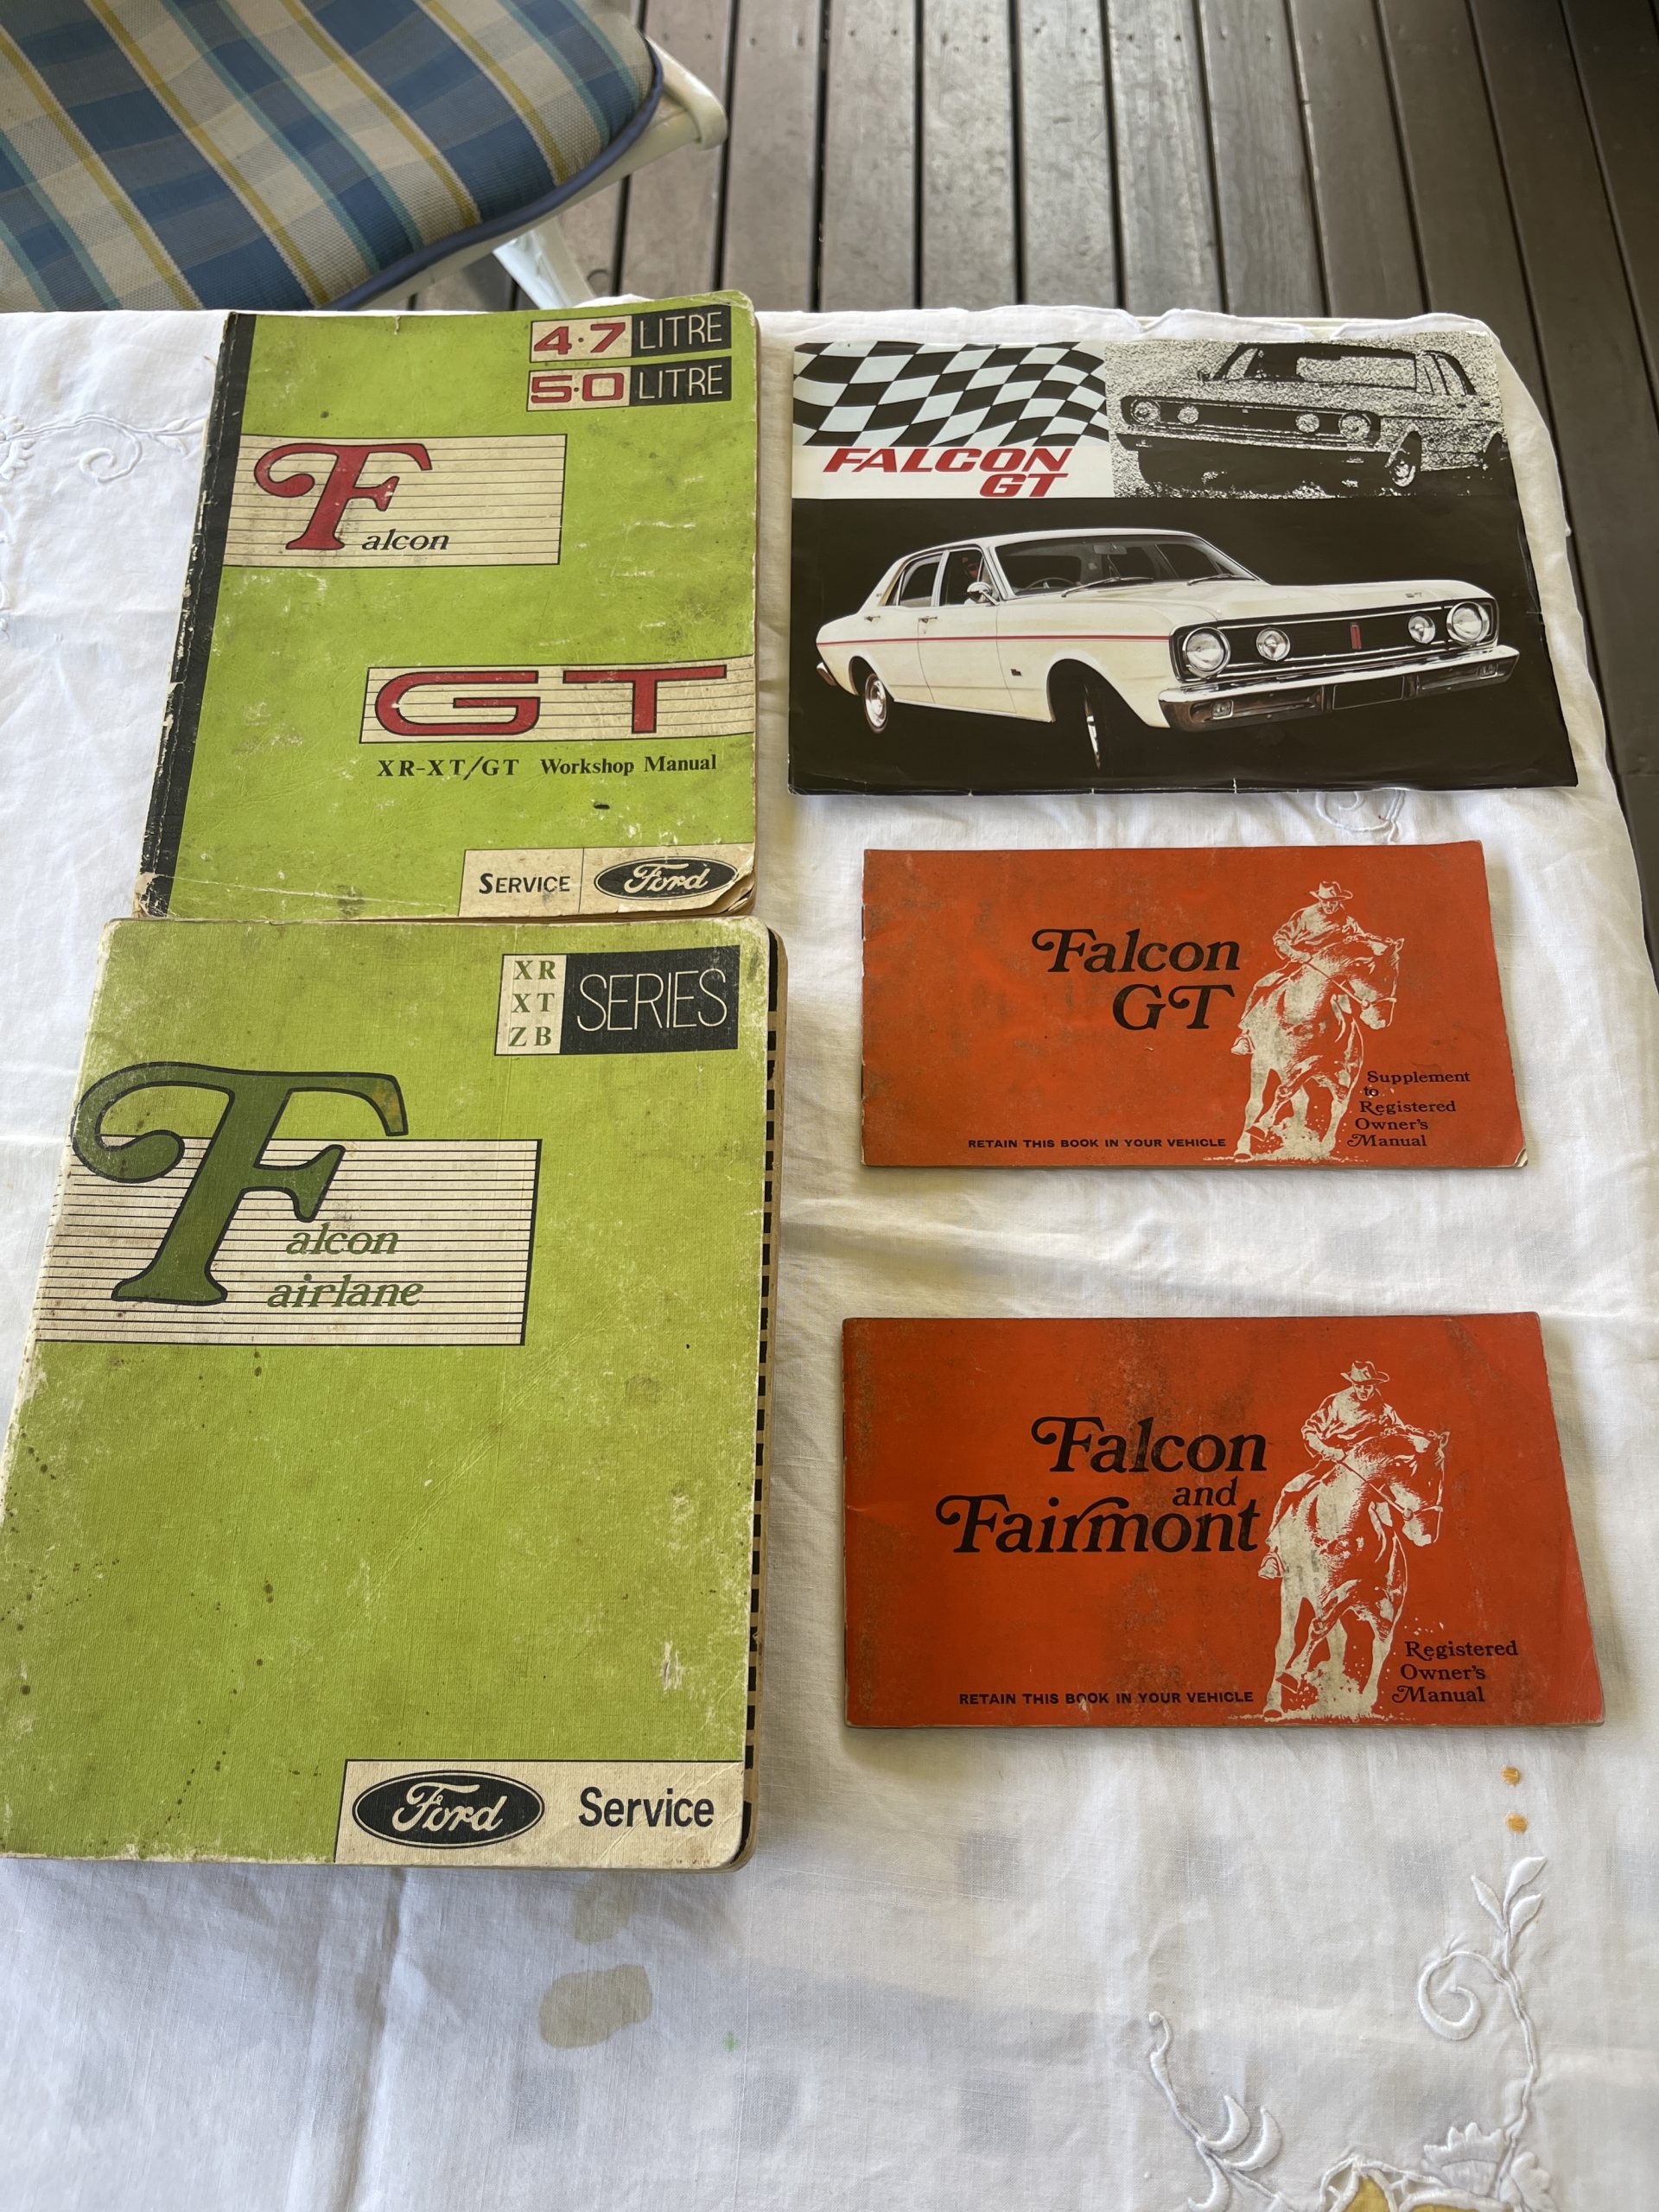 4.7 LITRE
5.0 LITRE
Falcon
GT
XR-XT/GT Workshop Manual
SERVICE Ford
XR
XT
ZB
SERIES
Falcon
airlane
Ford Service
FALCON
GT
GT
Falcon
GT
Supplement
to
Registered
Owner's
Manual
RETAIN THIS BOOK IN YOUR VEHICLE
Falcon
and
Fairmont
Registered
Owner's
Manual
RETAIN THIS BOOK IN YOUR VEHICLE